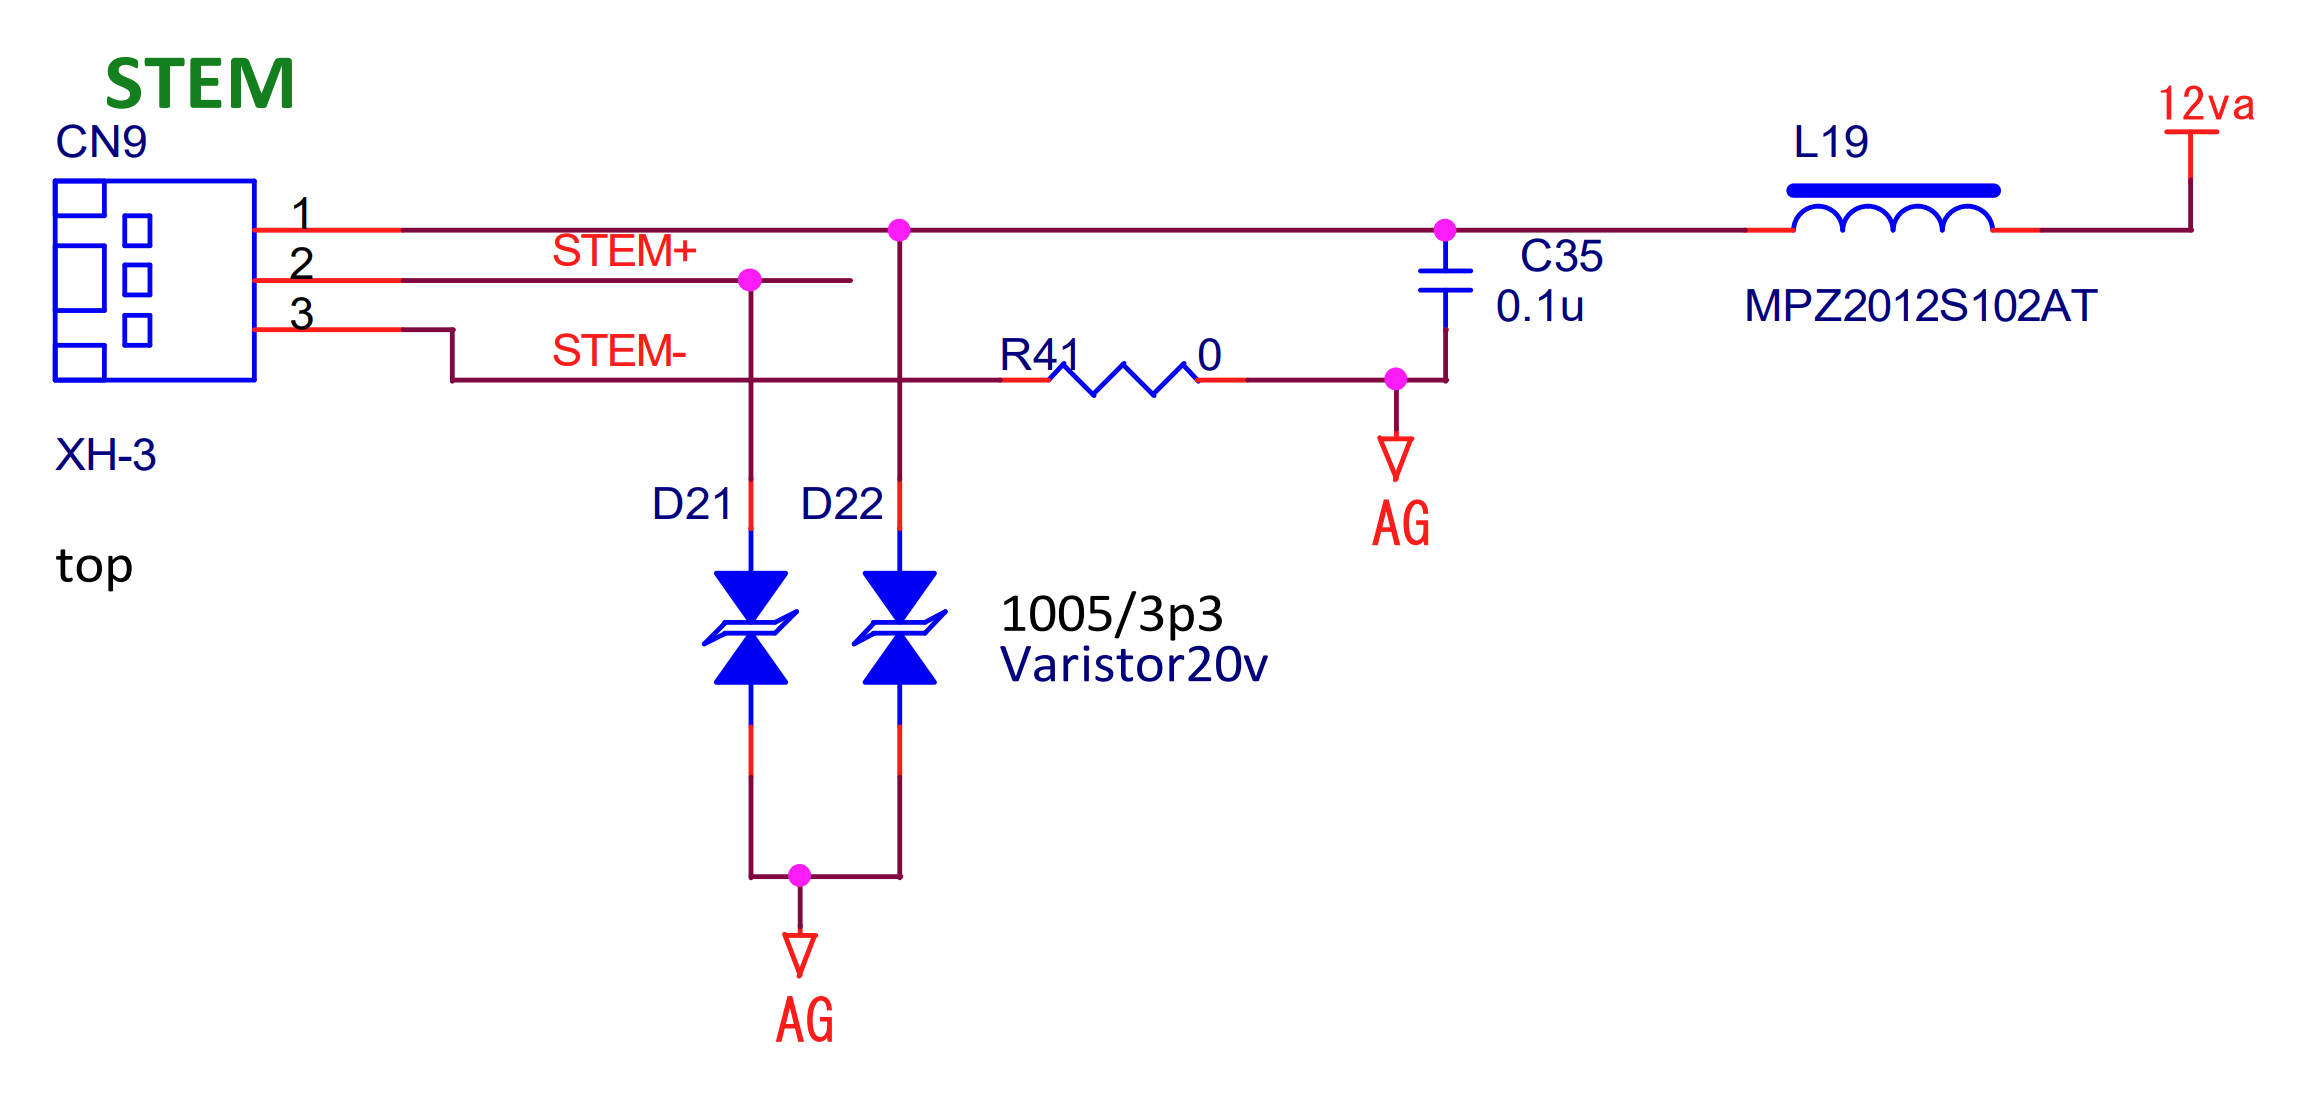 STEM
CN9
1
2
3
STEM+
STEM-
XH-3
top
D21
D22
1005/3p3
Varistor20v
AG
R41
0
AG
C35
0.1u
L19
MPZ2012S102AT
12va